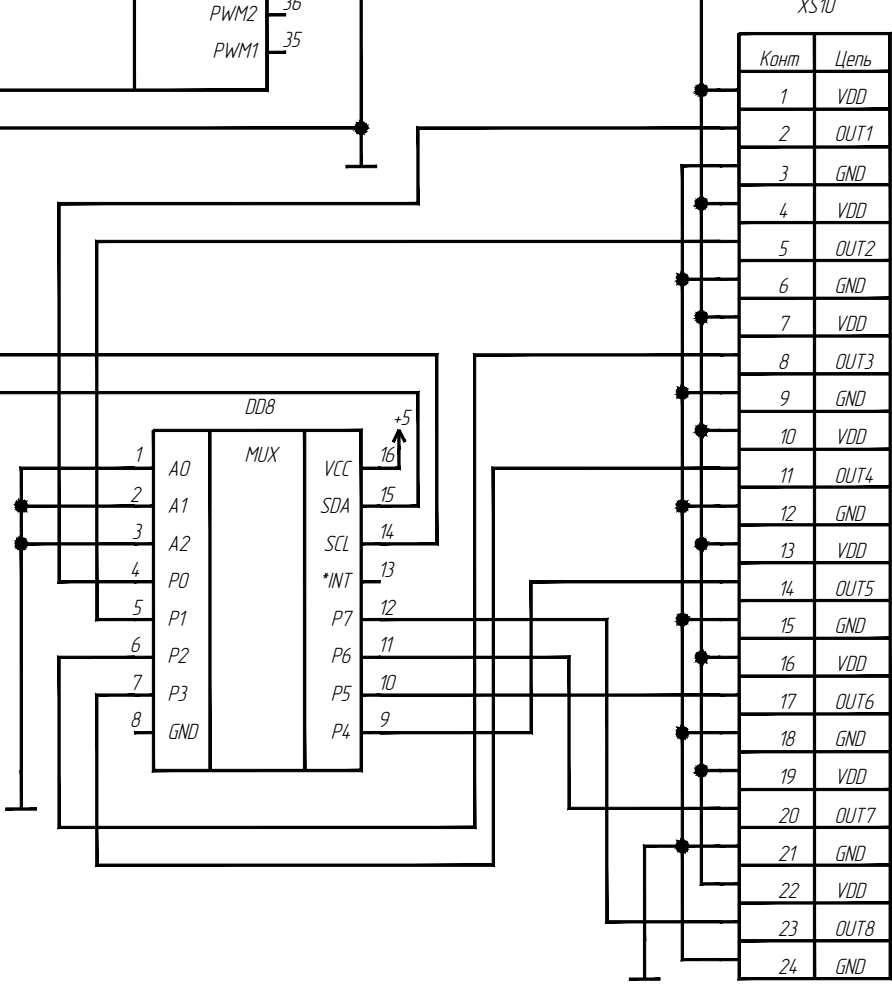 PWM2 36
PWM1 35
XS10
Конт Цепь
1 VDD
2 OUT1
3 GND
4 VDD
5 OUT2
6 GND
7 VDD
8 OUT3
9 GND
10 VDD
11 OUT4
12 GND
13 VDD
14 OUT5
15 GND
16 VDD
17 OUT6
18 GND
19 VDD
20 OUT7
21 GND
22 VDD
23 OUT8
24 GND
DD8
+5
1 A0 MUX VCC 16
2 A1 SDA 15
3 A2 SCL 14
4 P0 *INT 13
5 P1 P7 12
6 P2 P6 11
7 P3 P5 10
8 GND P4 9